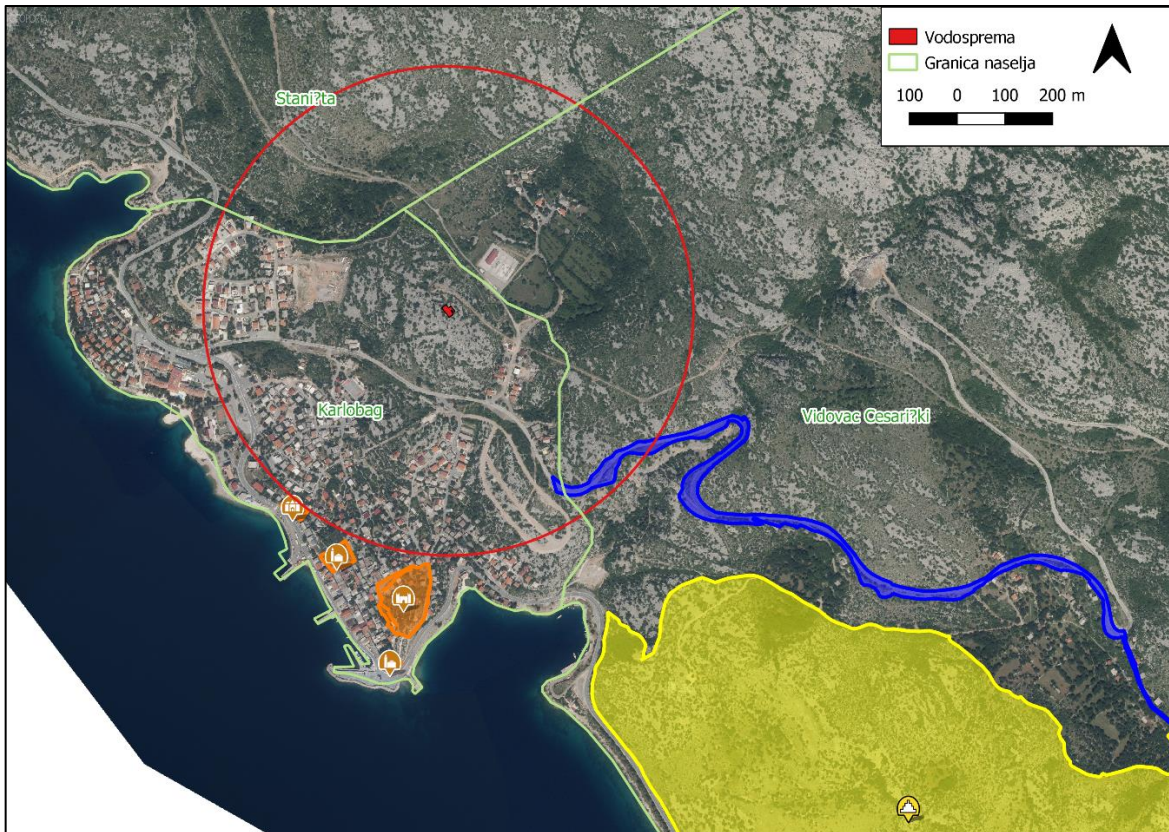 Vodosprema
Granica naselja
100 0 100 200 m
Stani?ta
Karlobag
Vidovac Cesari?ki